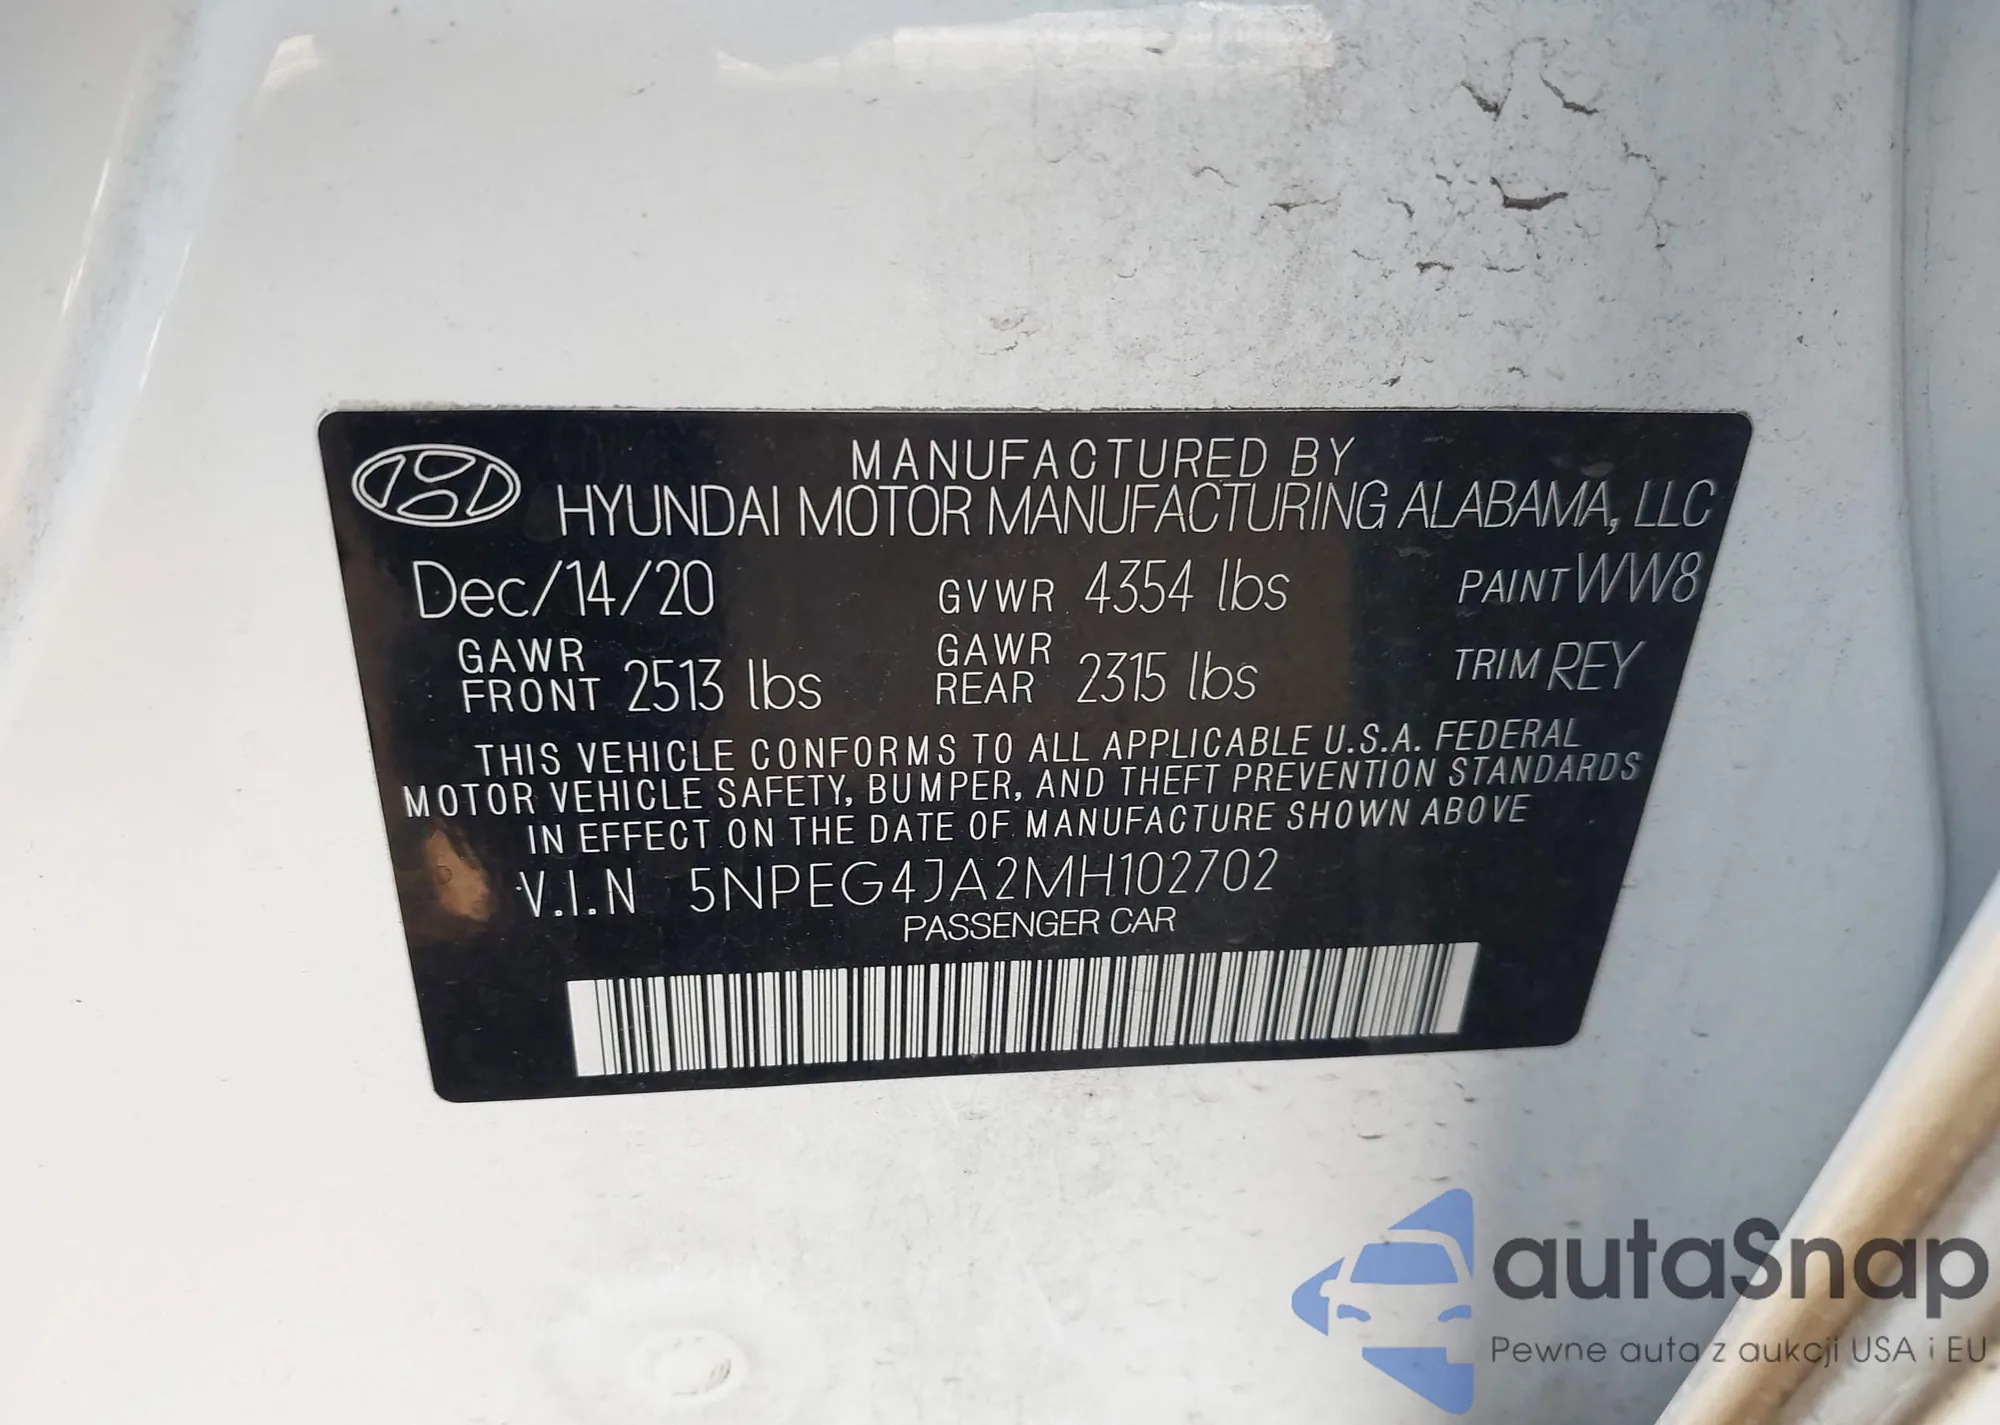 MANUFACTURED BY
HYUNDAI MOTOR MANUFACTURING ALABAMA, LLC
Dec/14/20 GVWR 4354 lbs PAINT WW8
GAWR FRONT 2513 lbs GAWR REAR 2315 lbs TRIM REY
THIS VEHICLE CONFORMS TO ALL APPLICABLE U.S.A. FEDERAL
MOTOR VEHICLE SAFETY, BUMPER, AND THEFT PREVENTION STANDARDS
IN EFFECT ON THE DATE OF MANUFACTURE SHOWN ABOVE
V.I.N 5NPEG4JA2MH102702
PASSENGER CAR
autaSnap
Pewne auta z aukcji USA i EU